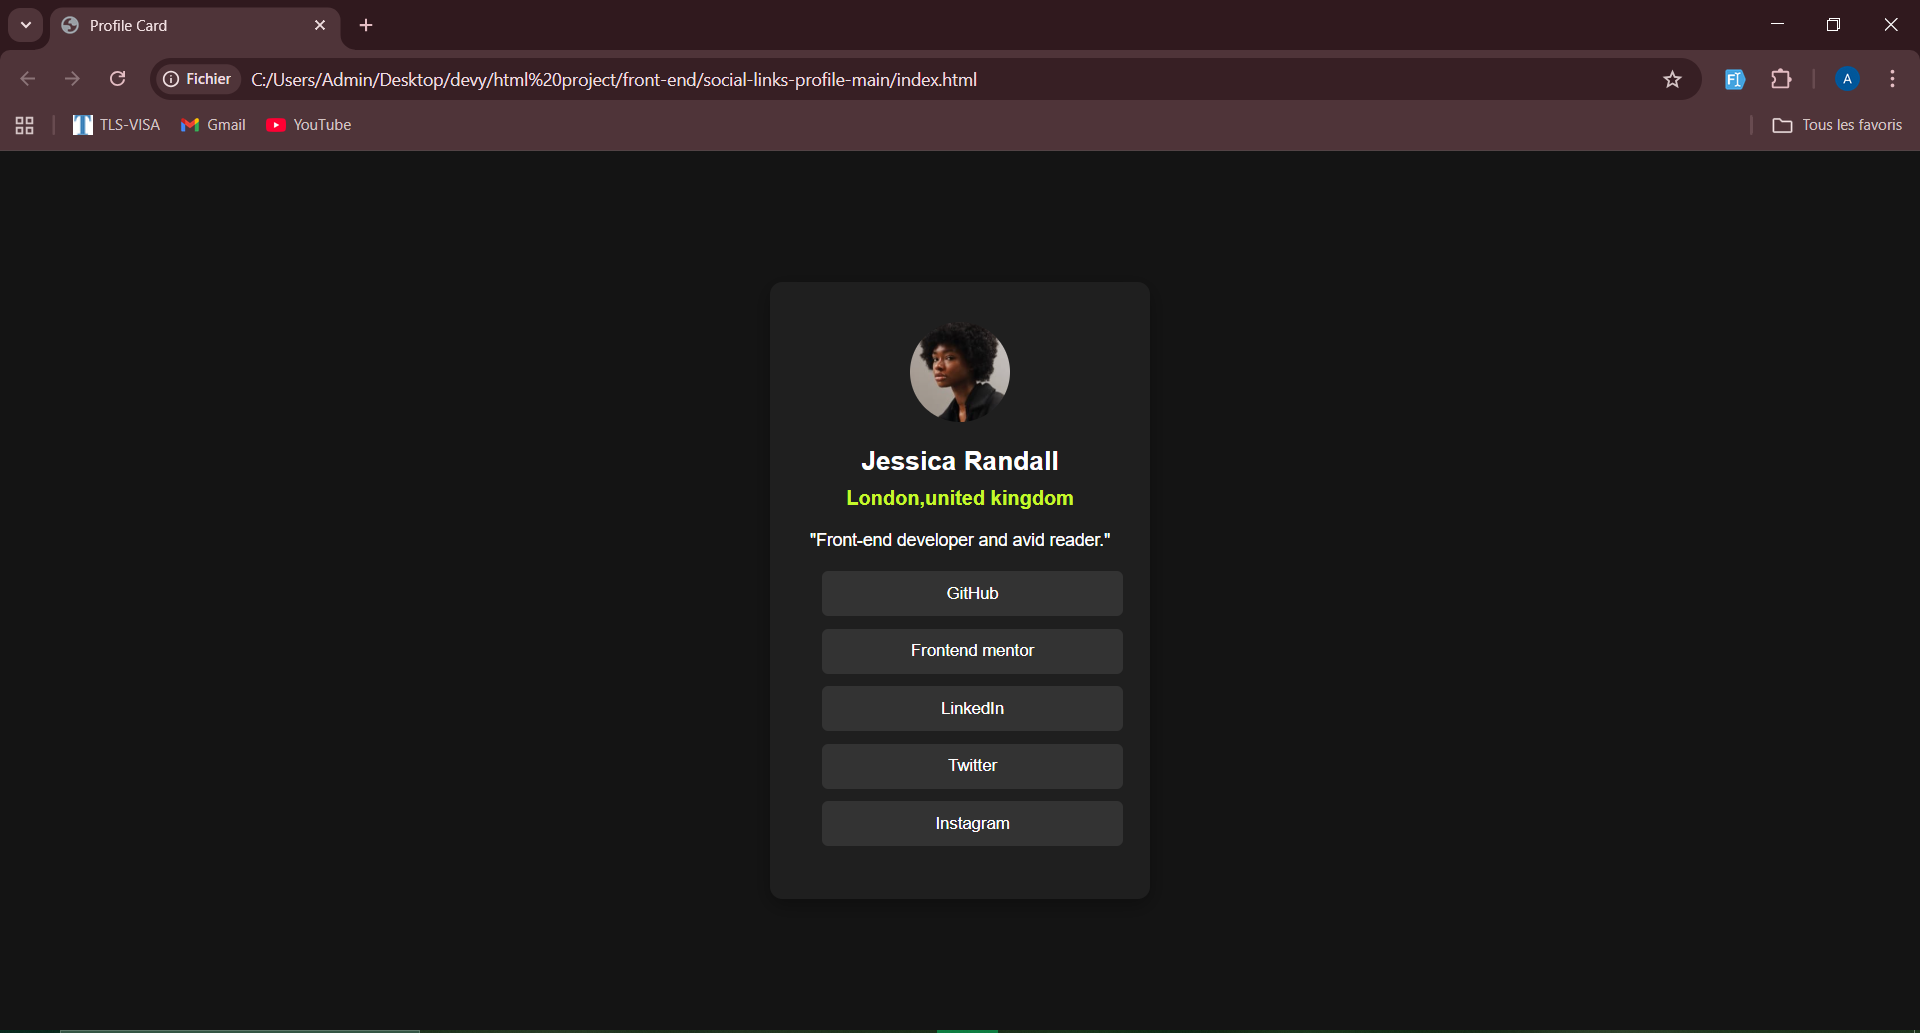 Profile Card
Fichier C:/Users/Admin/Desktop/devy/html%20project/front-end/social-links-profile-main/index.html
A
TLS-VISA Gmail YouTube Tous les favoris
Jessica Randall
London,united kingdom
"Front-end developer and avid reader."
GitHub
Frontend mentor
LinkedIn
Twitter
Instagram